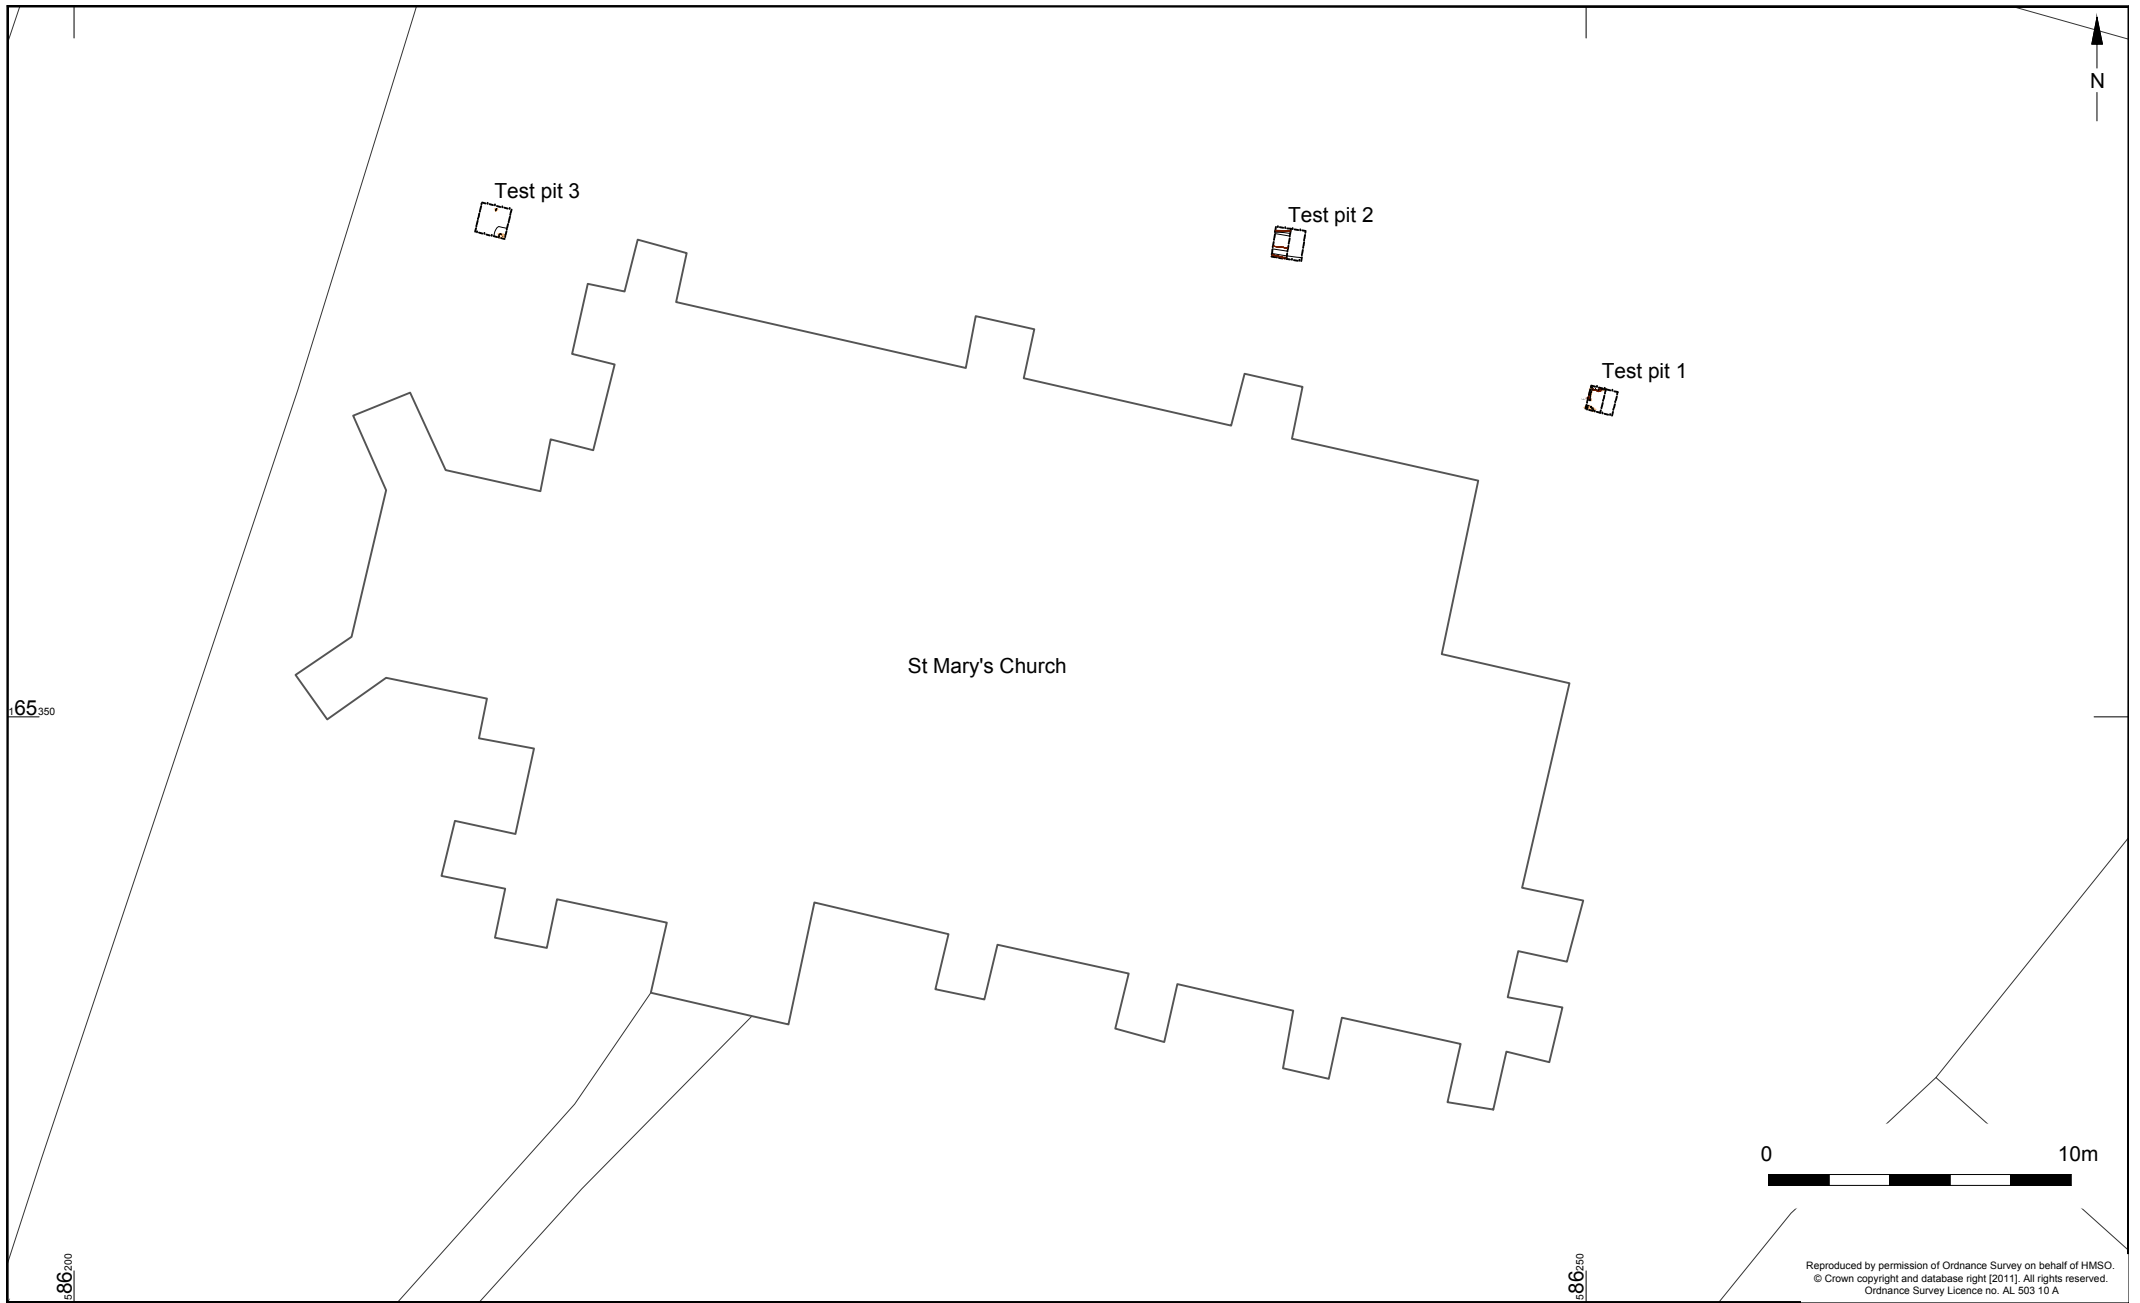 N
Test pit 3
Test pit 2
Test pit 1
St Mary's Church
165350
0 10m
586200
586250
Reproduced by permission of Ordnance Survey on behalf of HMSO.
© Crown copyright and database right [2011]. All rights reserved.
Ordnance Survey Licence no. AL 503 10 A